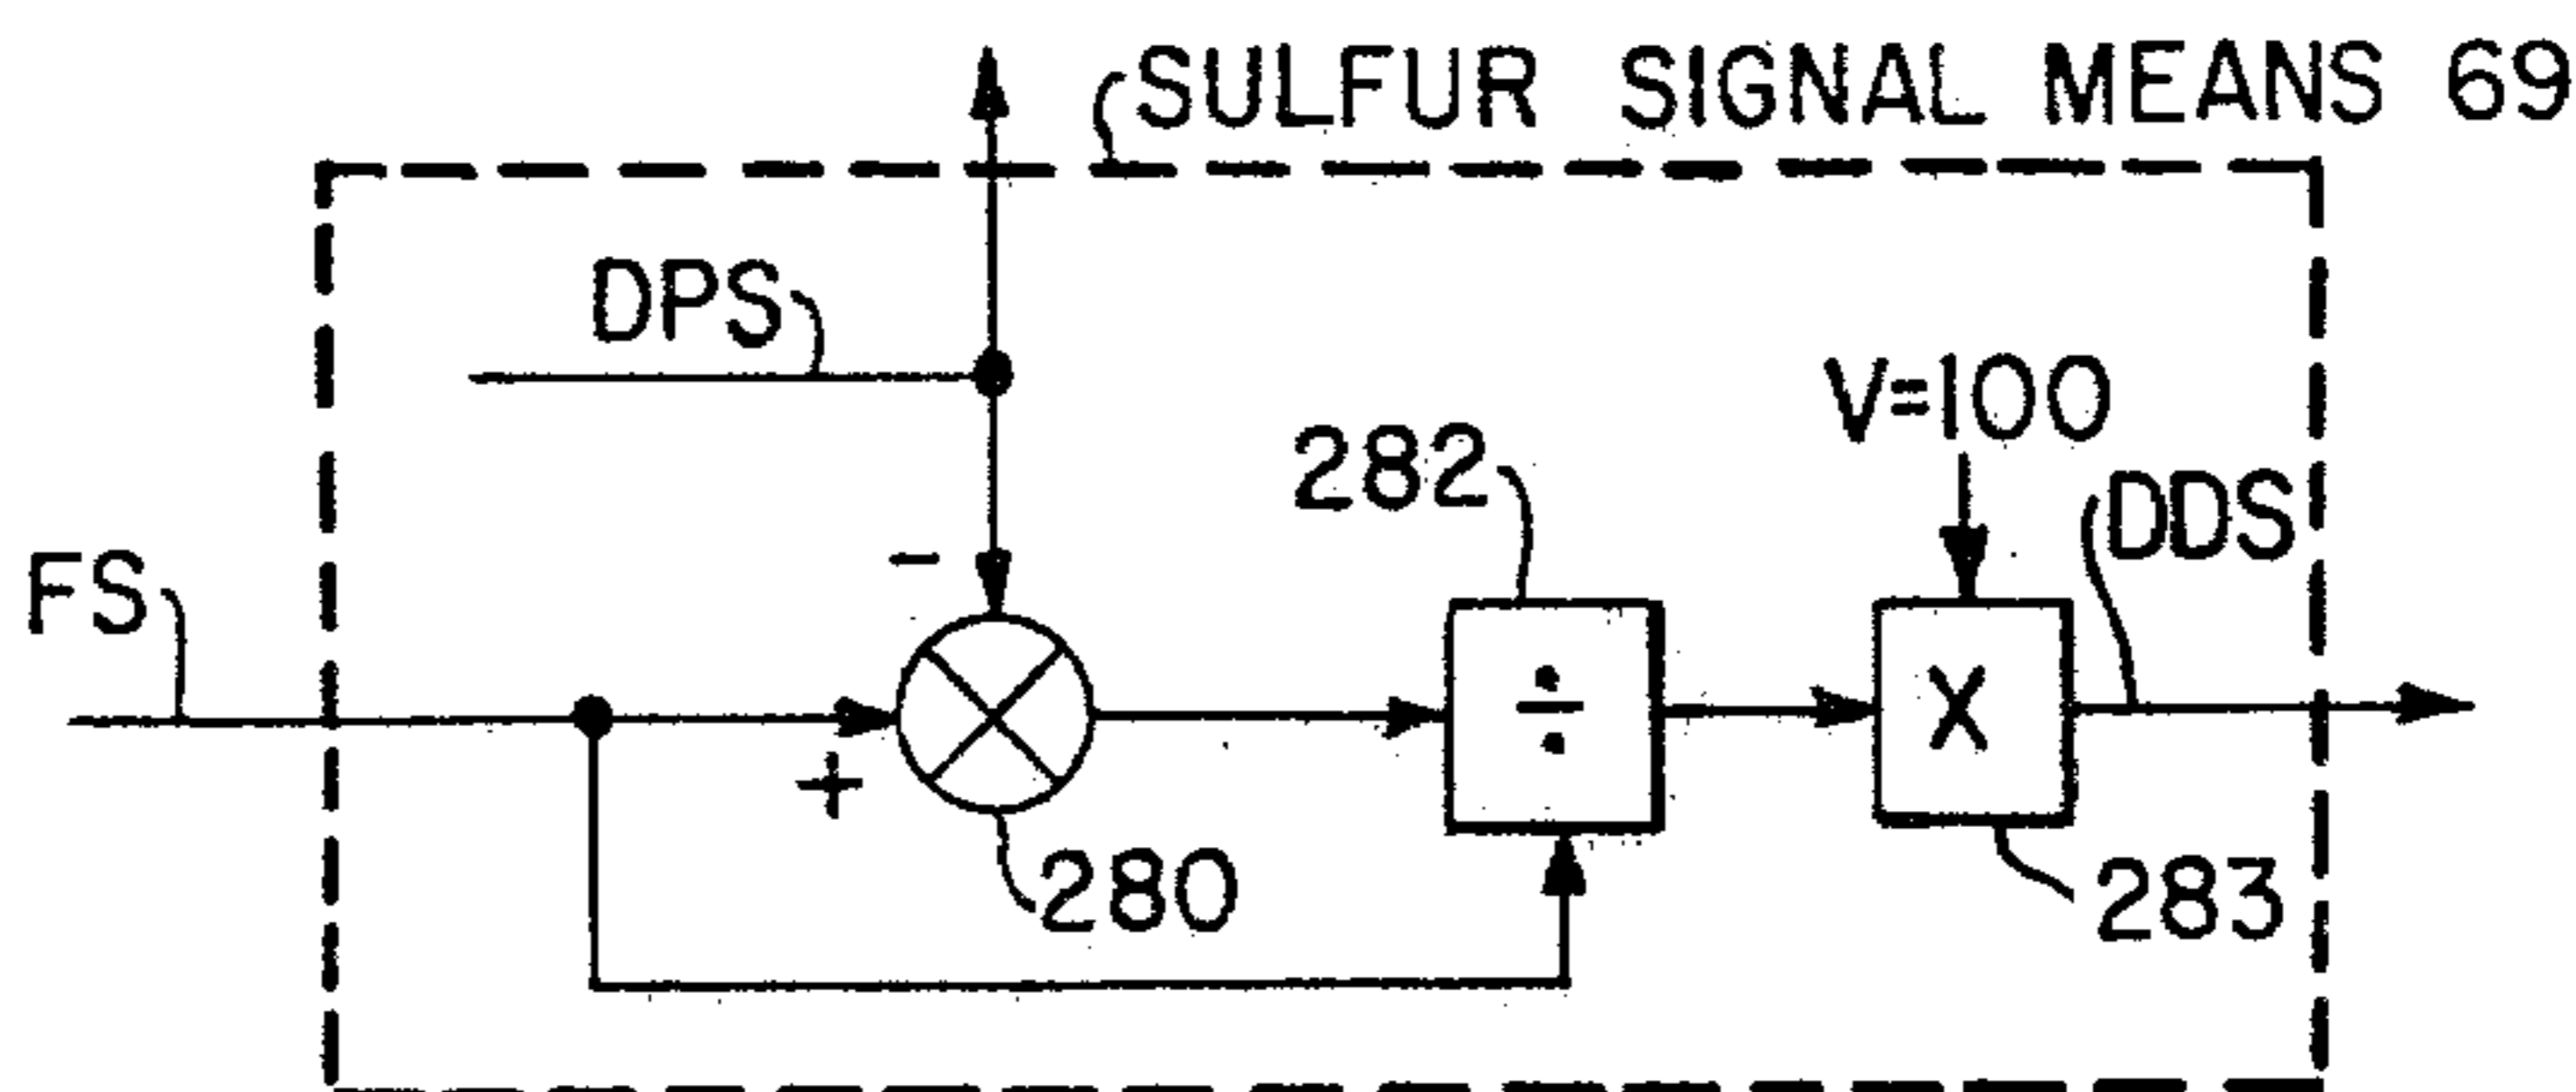 SULFUR SIGNAL MEANS 69
DPS
V=100
282
DDS
FS
-
÷
X
+
280
283